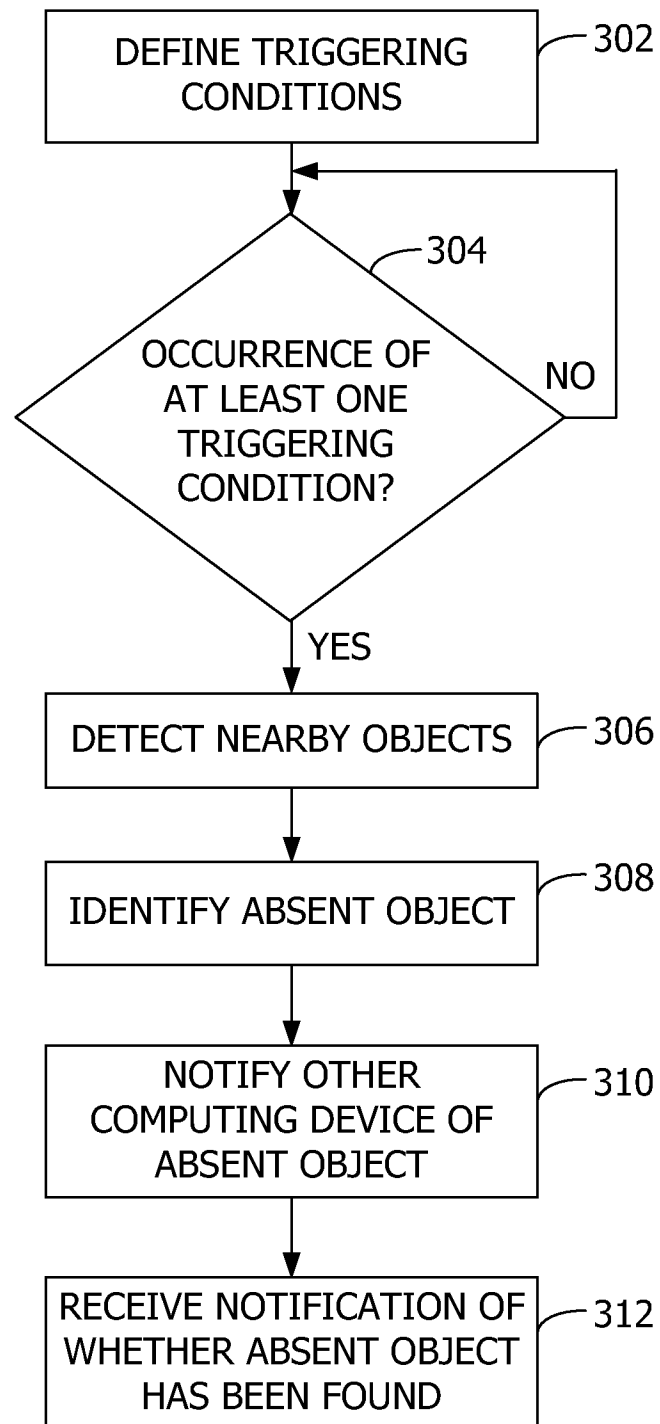 DEFINE TRIGGERING
CONDITIONS
302
304
OCCURRENCE OF
AT LEAST ONE
TRIGGERING
CONDITION?
NO
YES
DETECT NEARBY OBJECTS
306
IDENTIFY ABSENT OBJECT
308
NOTIFY OTHER
COMPUTING DEVICE OF
ABSENT OBJECT
310
RECEIVE NOTIFICATION OF
WHETHER ABSENT OBJECT
HAS BEEN FOUND
312